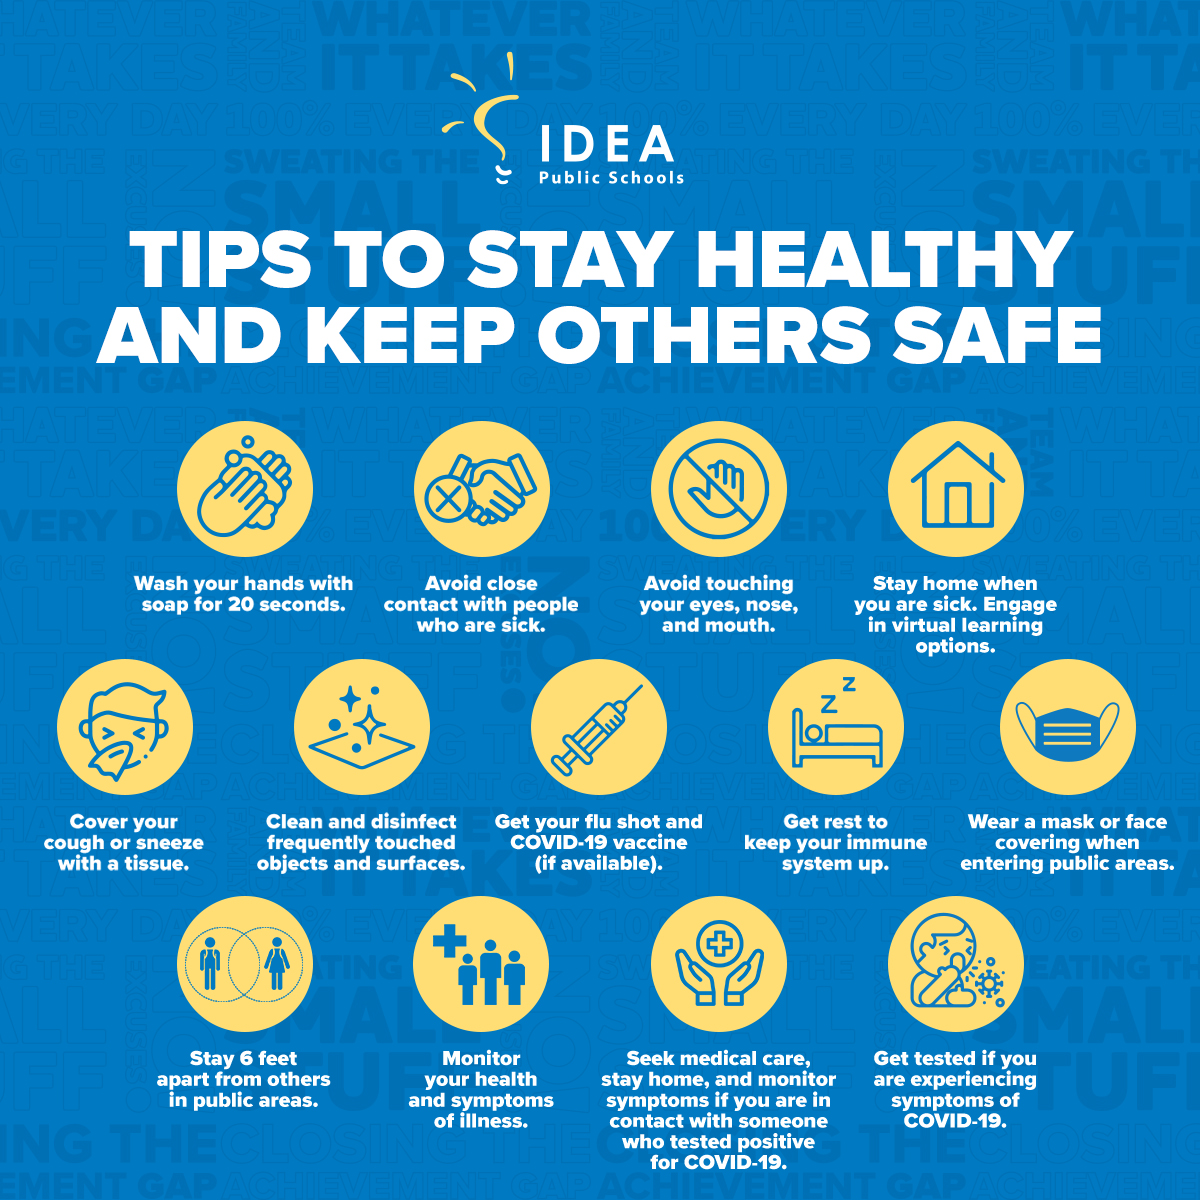 IDEA
Public Schools
TIPS TO STAY HEALTHY
AND KEEP OTHERS SAFE
Wash your hands with
soap for 20 seconds.
Avoid close
contact with people
who are sick.
Avoid touching
your eyes, nose,
and mouth.
Stay home when
you are sick. Engage
in virtual learning
options.
Z
Z
Cover your
cough or sneeze
with a tissue.
Clean and disinfect
frequently touched
objects and surfaces.
Get your flu shot and
COVID-19 vaccine
(if available).
Get rest to
keep your immune
system up.
Wear a mask or face
covering when
entering public areas.
Stay 6 feet
apart from others
in public areas.
Monitor
your health
and symptoms
of illness.
Seek medical care,
stay home, and monitor
symptoms if you are in
contact with someone
who tested positive
for COVID-19.
Get tested if you
are experiencing
symptoms of
COVID-19.